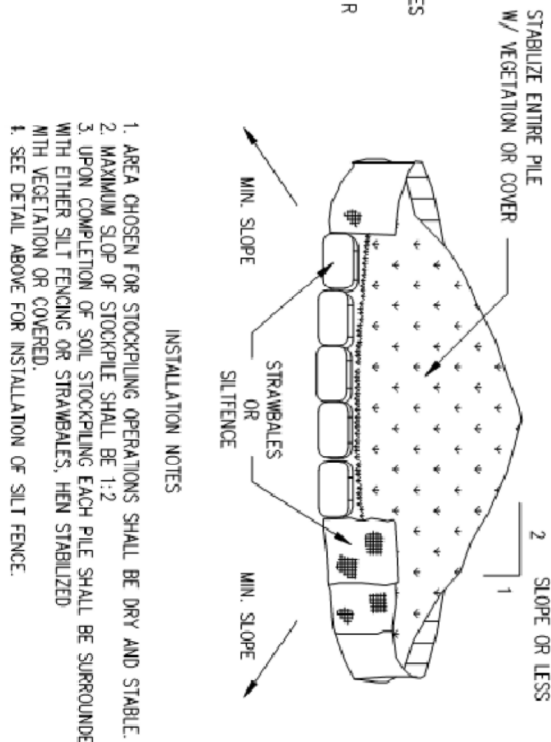 STABILIZE ENTIRE PILE
W/ VEGETATION OR COVER
2
SLOPE OR LESS
1
ES
R
MIN. SLOPE
STRAWBALES
OR
SILTFENCE
MIN. SLOPE
INSTALLATION NOTES
1. AREA CHOSEN FOR STOCKPILING OPERATIONS SHALL BE DRY AND STABLE.
2. MAXIMUM SLOP OF STOCKPILE SHALL BE 1:2
3. UPON COMPLETION OF SOIL STOCKPILING EACH PILE SHALL BE SURROUNDE
WITH EITHER SILT FENCING OR STRAWBALES, HEN STABILIZED
WITH VEGETATION OR COVERED.
4. SEE DETAIL ABOVE FOR INSTALLATION OF SILT FENCE.